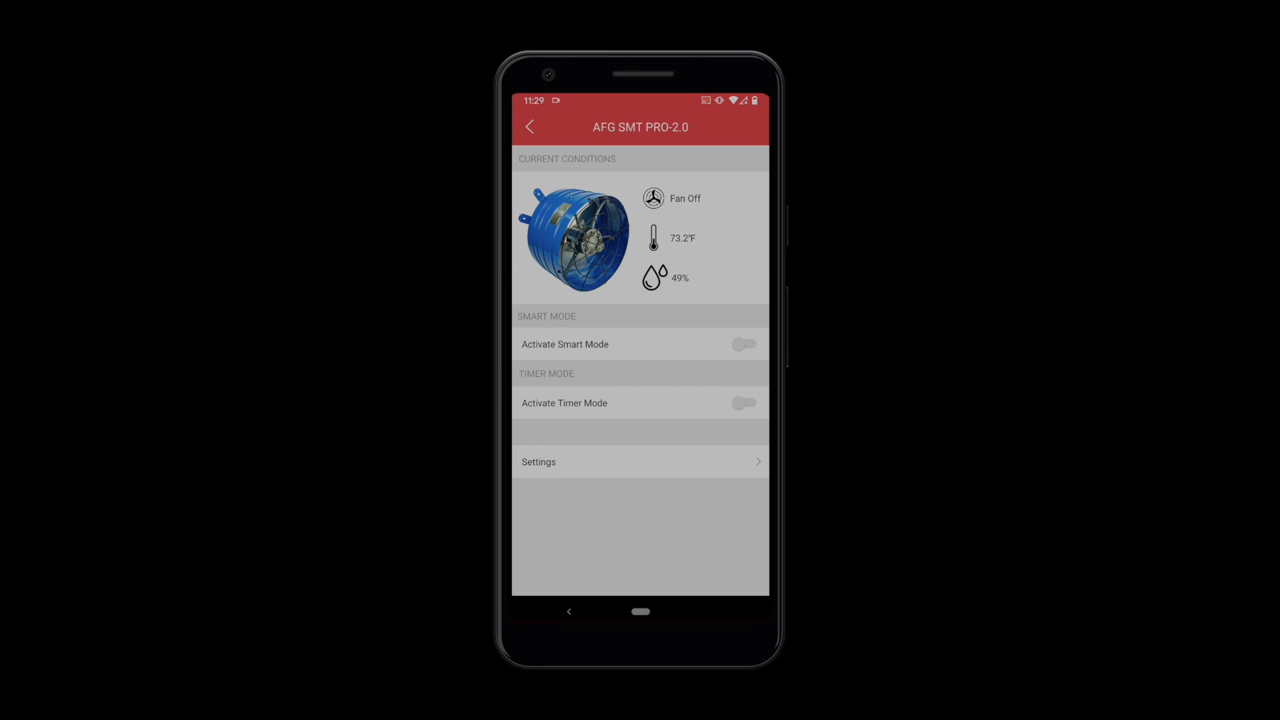 11:29
AFG SMT PRO-2.0
CURRENT CONDITIONS
Fan Off
73.2°F
49%
SMART MODE
Activate Smart Mode
TIMER MODE
Activate Timer Mode
Settings